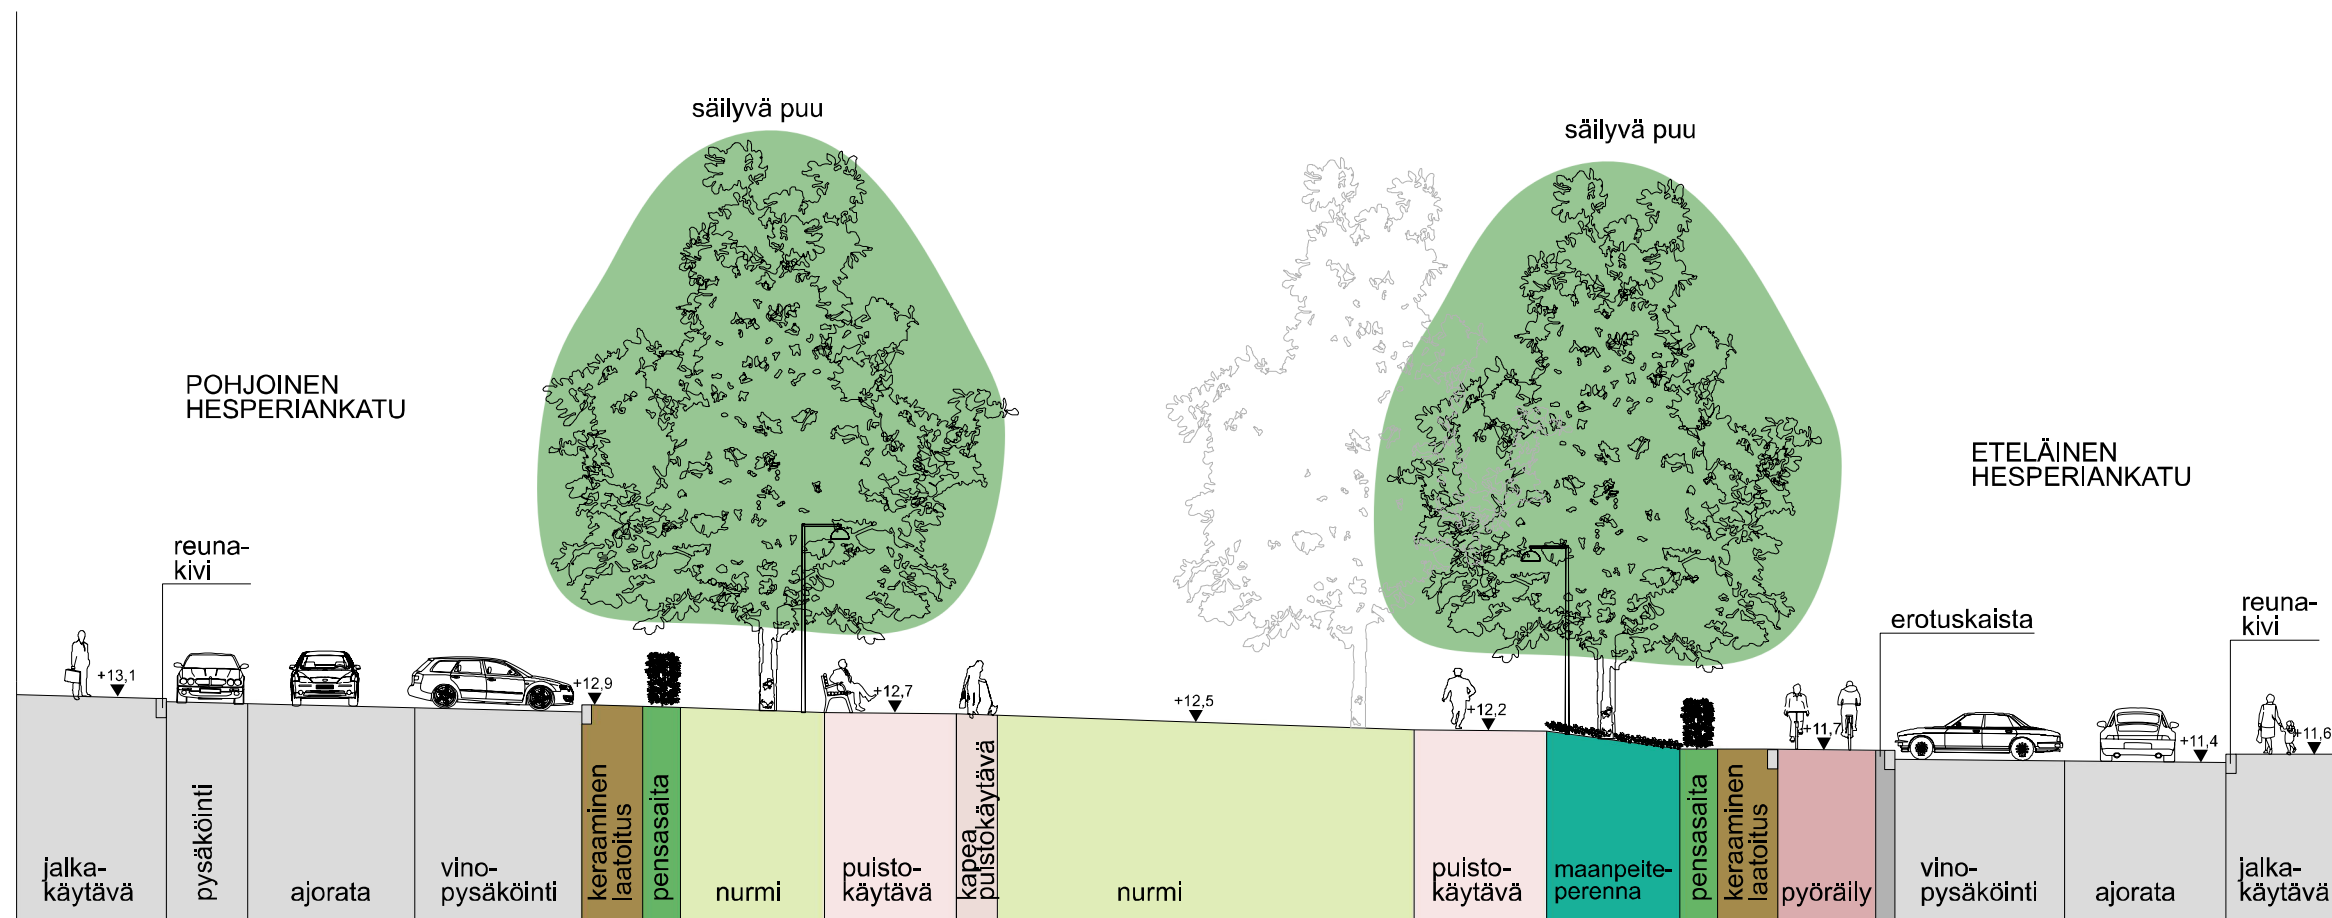 säilyvä puu
säilyvä puu
POHJOINEN
HESPERIANKATU
ETELÄINEN
HESPERIANKATU
reuna-
kivi
erotuskaista
reuna-
kivi
+13,1
+12,9
+12,7
+12,5
+12,2
+11,7
+11,4
+11,6
jalka-
käytävä
pysäköinti
ajorata
vino-
pysäköinti
keraaminen
laatoitus
pensasaita
nurmi
puisto-
käytävä
kapea
puistokäytävä
nurmi
puisto-
käytävä
maanpeite-
perenna
pensasaita
keraaminen
laatoitus
pyöräily
vino-
pysäköinti
ajorata
jalka-
käytävä